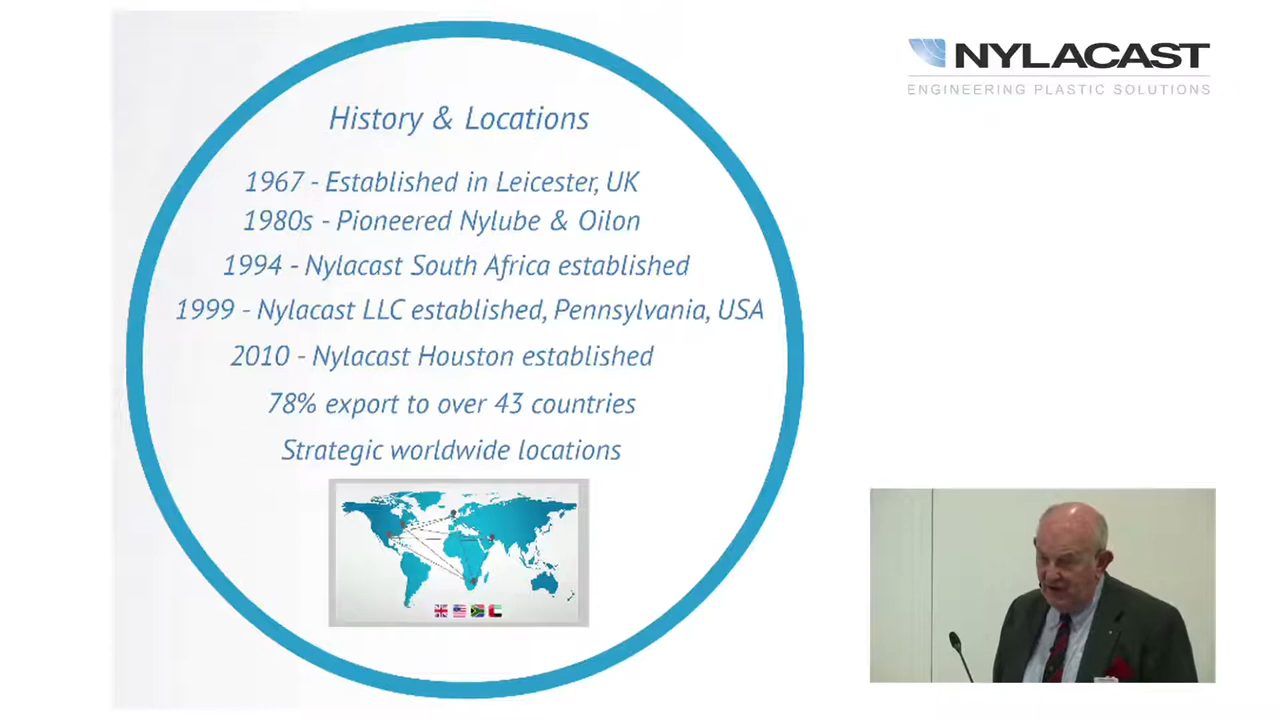 NYLACAST
ENGINEERING PLASTIC SOLUTIONS
History & Locations
1967 - Established in Leicester, UK
1980s - Pioneered Nylube & Oilon
1994 - Nylacast South Africa established
1999 - Nylacast LLC established, Pennsylvania, USA
2010 - Nylacast Houston established
78% export to over 43 countries
Strategic worldwide locations